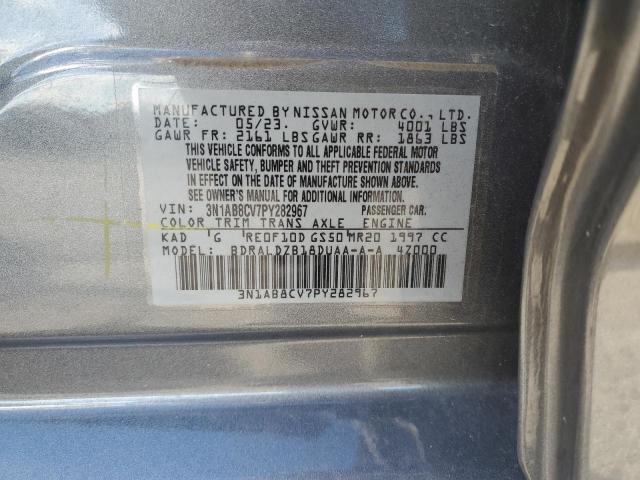 MANUFACTURED BY NISSAN MOTOR CO., LTD.
DATE: 05/23. GVWR: 4001 LBS
GAWR FR: 2161 LBS GAWR RR: 1863 LBS
THIS VEHICLE CONFORMS TO ALL APPLICABLE FEDERAL MOTOR
VEHICLE SAFETY, BUMPER AND THEFT PREVENTION STANDARDS
IN EFFECT ON THE DATE OF MANUFACTURE SHOWN ABOVE.
SEE OWNER'S MANUAL FOR ADDITIONAL INFORMATION.
VIN: 3N1AB8CV7PY282967 PASSENGER CAR.
COLOR TRIM TRANS AXLE ENGINE
KAD G RE0F10D GS50 MR20 1997 CC
MODEL: BDRALDZB18DUAA-A-A 4Z000
3N1AB8CV7PY282967